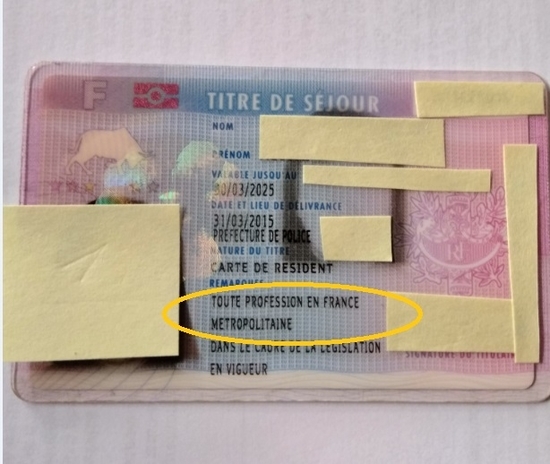 F TITRE DE SÉJOUR
NOM
PRÉNOM
VALABLE JUSQU'AU
30/03/2025
DATE ET LIEU DE DÉLIVRANCE
31/03/2015
PREFECTURE DE POLICE
NATURE DU TITRE
CARTE DE RESIDENT
REMARQUES
TOUTE PROFESSION EN FRANCE
METROPOLITAINE
DANS LE CADRE DE LA LEGISLATION
SIGNATURE DU TITULAI
EN VIGUEUR